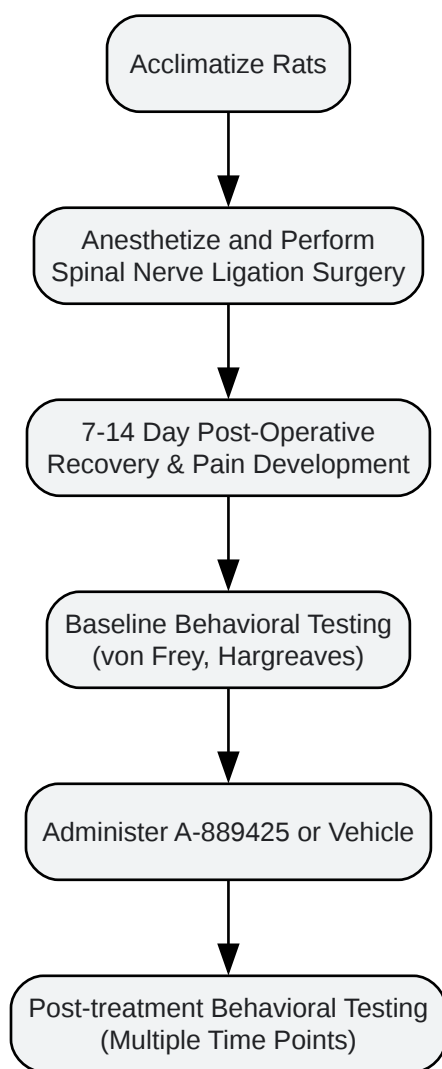 Acclimatize Rats
Anesthetize and Perform
Spinal Nerve Ligation Surgery
7-14 Day Post-Operative
Recovery & Pain Development
Baseline Behavioral Testing
(von Frey, Hargreaves)
Administer A-889425 or Vehicle
Post-treatment Behavioral Testing
(Multiple Time Points)